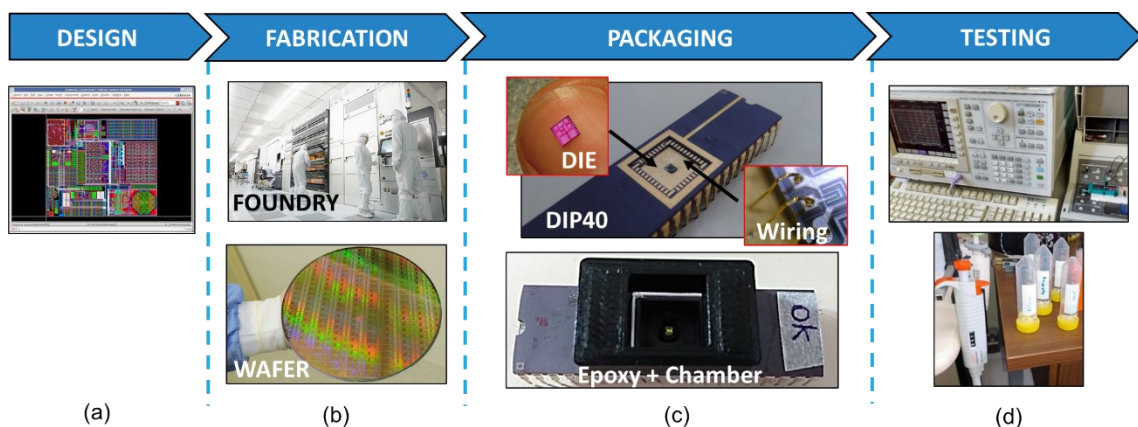 DESIGN
FABRICATION
PACKAGING
TESTING
FOUNDRY
WAFER
DIE
DIP40
Wiring
ok
Epoxy + Chamber
(a)
(b)
(c)
(d)